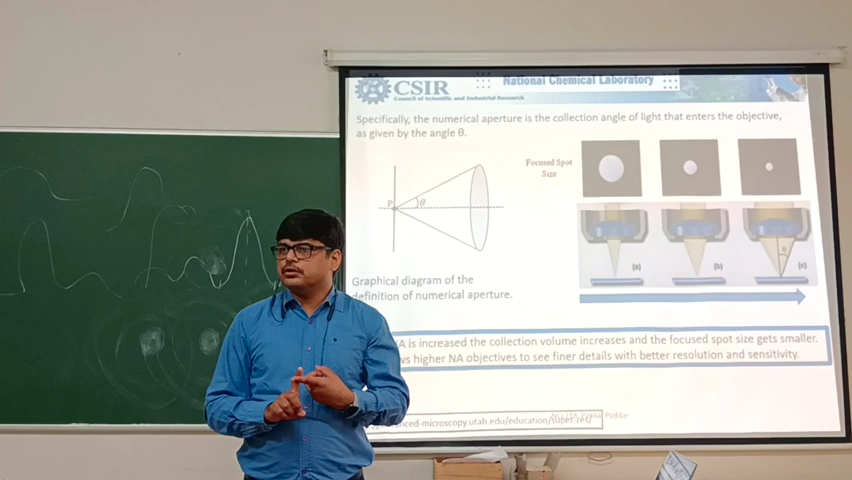 National Chemical Laboratory
CSIR
Council of Scientific and Industrial Research
Specifically, the numerical aperture is the collection angle of light that enters the objective,
as given by the angle θ.
Focused Spot
Size
P
θ
(a)
(b)
(c)
Graphical diagram of the
definition of numerical aperture.
is increased the collection volume increases and the focused spot size gets smaller.
higher NA objectives to see finer details with better resolution and sensitivity.
Poddar
microscopy.utah.edu/education/super-res/